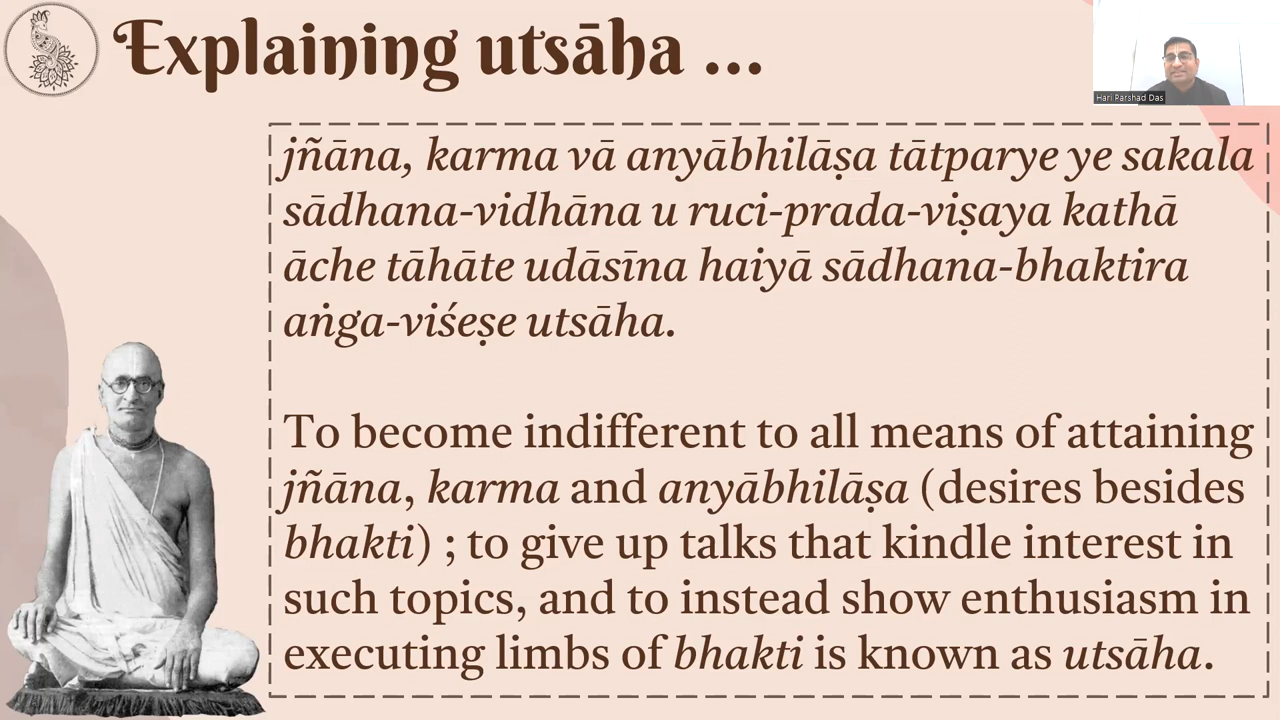 Explaining utsāha ...
Hari Parshad Das
jñāna, karma vā anyābhilāṣa tātparye ye sakala
sādhana-vidhāna u ruci-prada-viṣaya kathā
āche tāhāte udāsīna haiyā sādhana-bhaktira
aṅga-viśeṣe utsāha.
To become indifferent to all means of attaining
jñāna, karma and anyābhilāṣa (desires besides
bhakti) ; to give up talks that kindle interest in
such topics, and to instead show enthusiasm in
executing limbs of bhakti is known as utsāha.